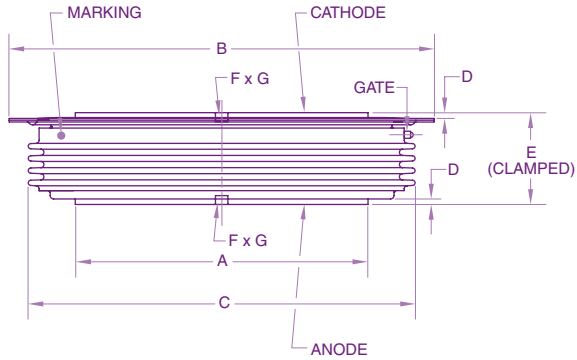 MARKING
CATHODE
B
F x G
GATE
D
E
(CLAMPED)
D
F x G
A
C
ANODE